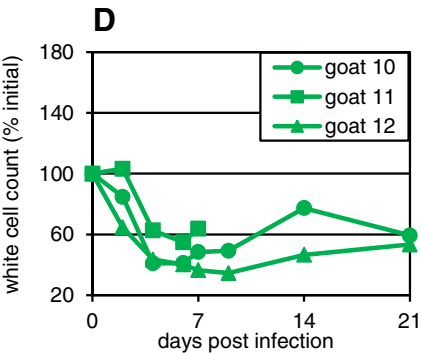 D
white cell count (% initial)
180
140
100
60
20
goat 10
goat 11
goat 12
0 7 14 21
days post infection